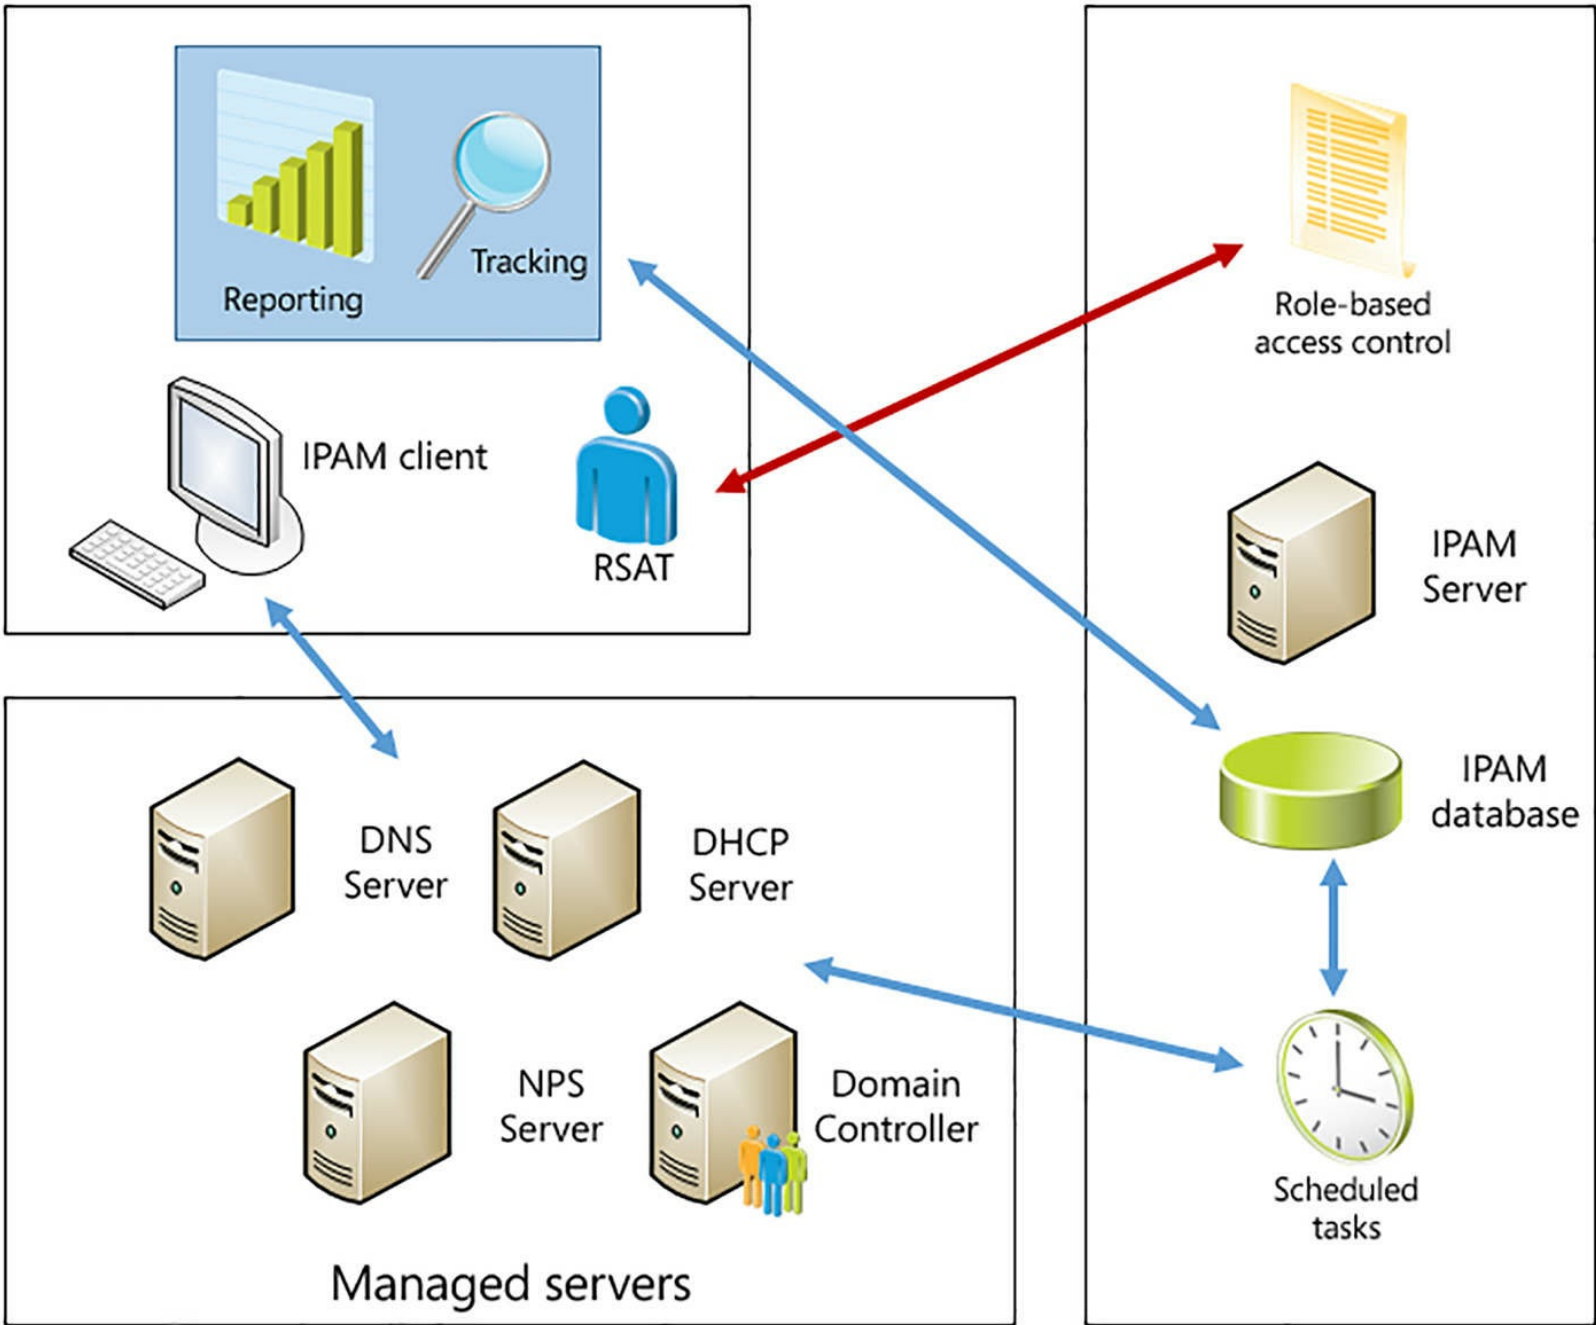 Reporting
Tracking
IPAM client
RSAT
Role-based
access control
IPAM
Server
IPAM
database
Scheduled
tasks
DNS
Server
DHCP
Server
NPS
Server
Domain
Controller
Managed servers